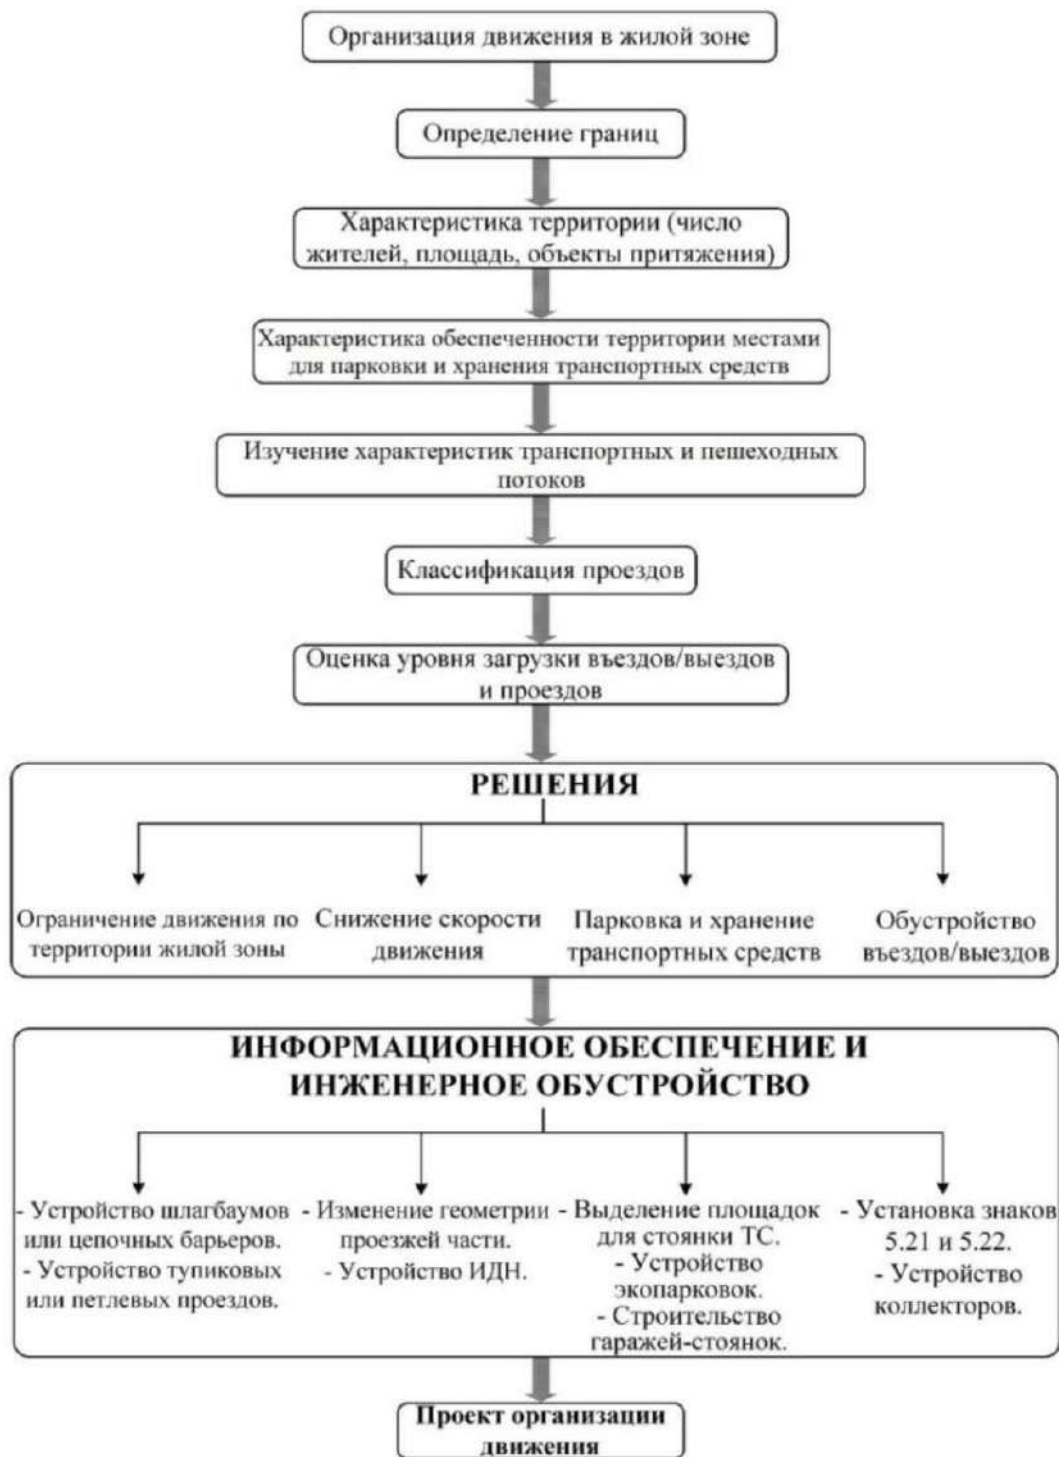 Организация движения в жилой зоне
Определение границ
Характеристика территории (число
жителей, площадь, объекты притяжения)
Характеристика обеспеченности территории местами
для парковки и хранения транспортных средств
Изучение характеристик транспортных и пешеходных
потоков
Классификация проездов
Оценка уровня загрузки въездов/выездов
и проездов
РЕШЕНИЯ
Ограничение движения по
территории жилой зоны
Снижение скорости
движения
Парковка и хранение
транспортных средств
Обустройство
въездов/выездов
ИНФОРМАЦИОННОЕ ОБЕСПЕЧЕНИЕ И
ИНЖЕНЕРНОЕ ОБУСТРОЙСТВО
- Устройство шлагбаумов
или цепочных барьеров.
- Устройство тупиковых
или петлевых проездов.
- Изменение геометрии
проезжей части.
- Устройство ИДН.
- Выделение площадок
для стоянки ТС.
- Устройство
экопарковок.
- Строительство
гаражей-стоянок.
- Установка знаков
5.21 и 5.22.
- Устройство
коллекторов.
Проект организации
движения